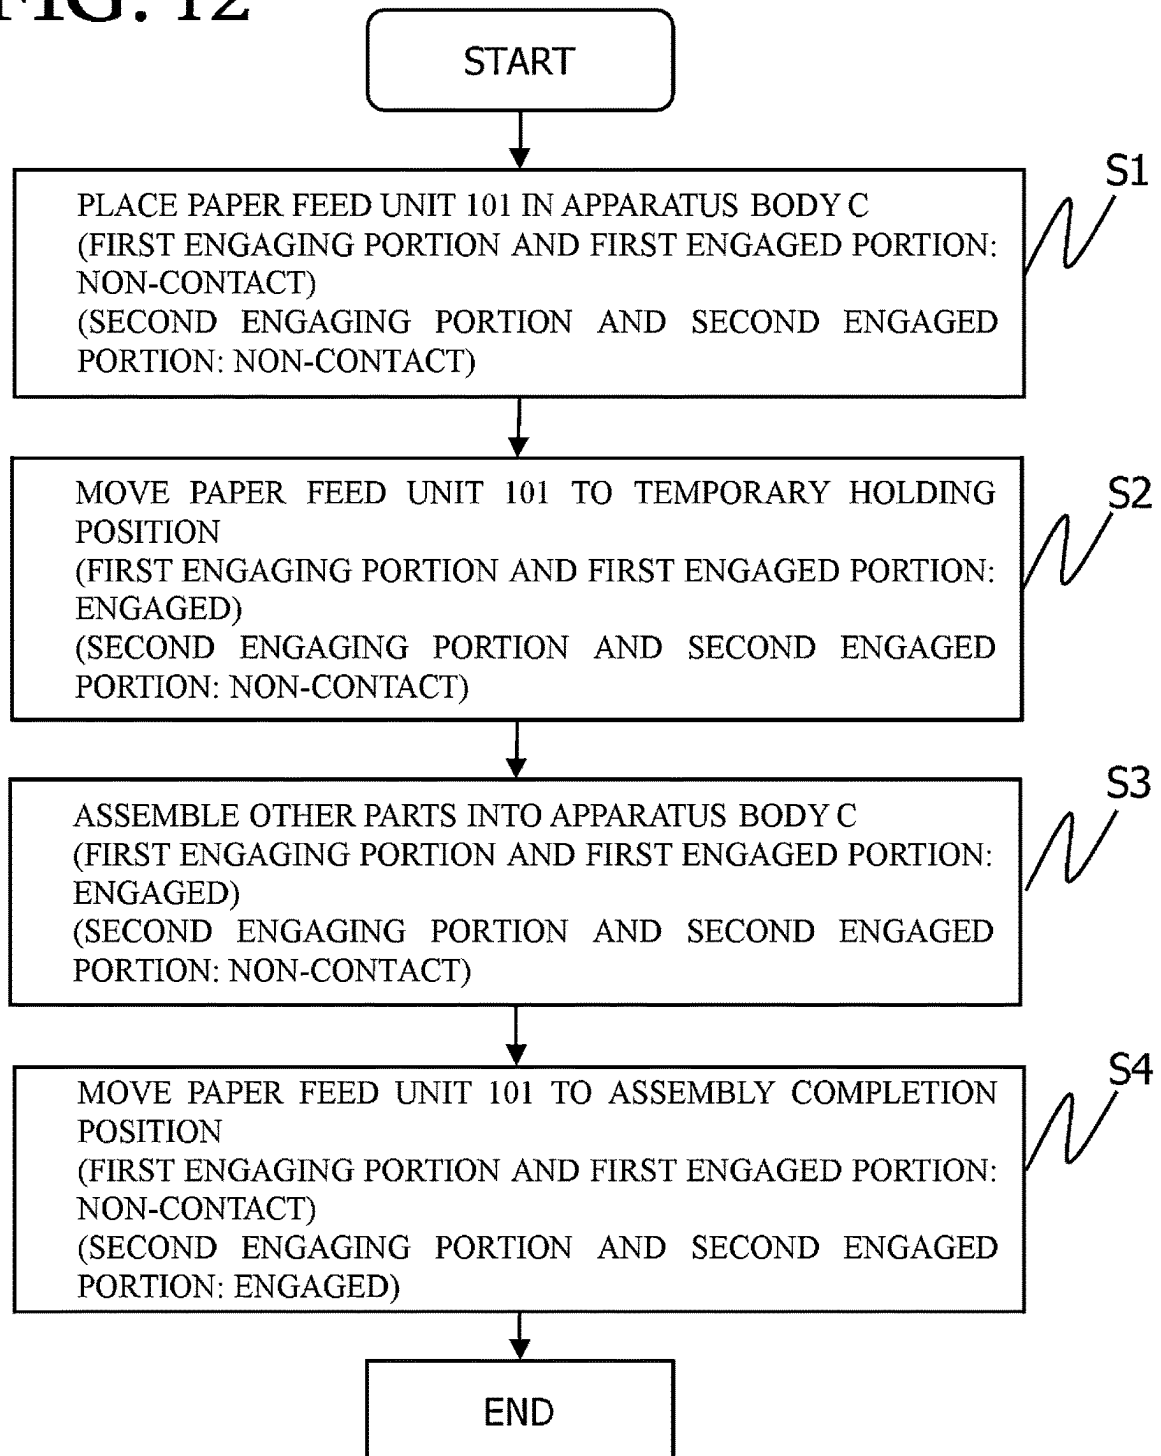 FIG. 12
START
S1
PLACE PAPER FEED UNIT 101 IN APPARATUS BODY C
(FIRST ENGAGING PORTION AND FIRST ENGAGED PORTION:
NON-CONTACT)
(SECOND ENGAGING PORTION AND SECOND ENGAGED
PORTION: NON-CONTACT)
S2
MOVE PAPER FEED UNIT 101 TO TEMPORARY HOLDING
POSITION
(FIRST ENGAGING PORTION AND FIRST ENGAGED PORTION:
ENGAGED)
(SECOND ENGAGING PORTION AND SECOND ENGAGED
PORTION: NON-CONTACT)
S3
ASSEMBLE OTHER PARTS INTO APPARATUS BODY C
(FIRST ENGAGING PORTION AND FIRST ENGAGED PORTION:
ENGAGED)
(SECOND ENGAGING PORTION AND SECOND ENGAGED
PORTION: NON-CONTACT)
S4
MOVE PAPER FEED UNIT 101 TO ASSEMBLY COMPLETION
POSITION
(FIRST ENGAGING PORTION AND FIRST ENGAGED PORTION:
NON-CONTACT)
(SECOND ENGAGING PORTION AND SECOND ENGAGED
PORTION: ENGAGED)
END